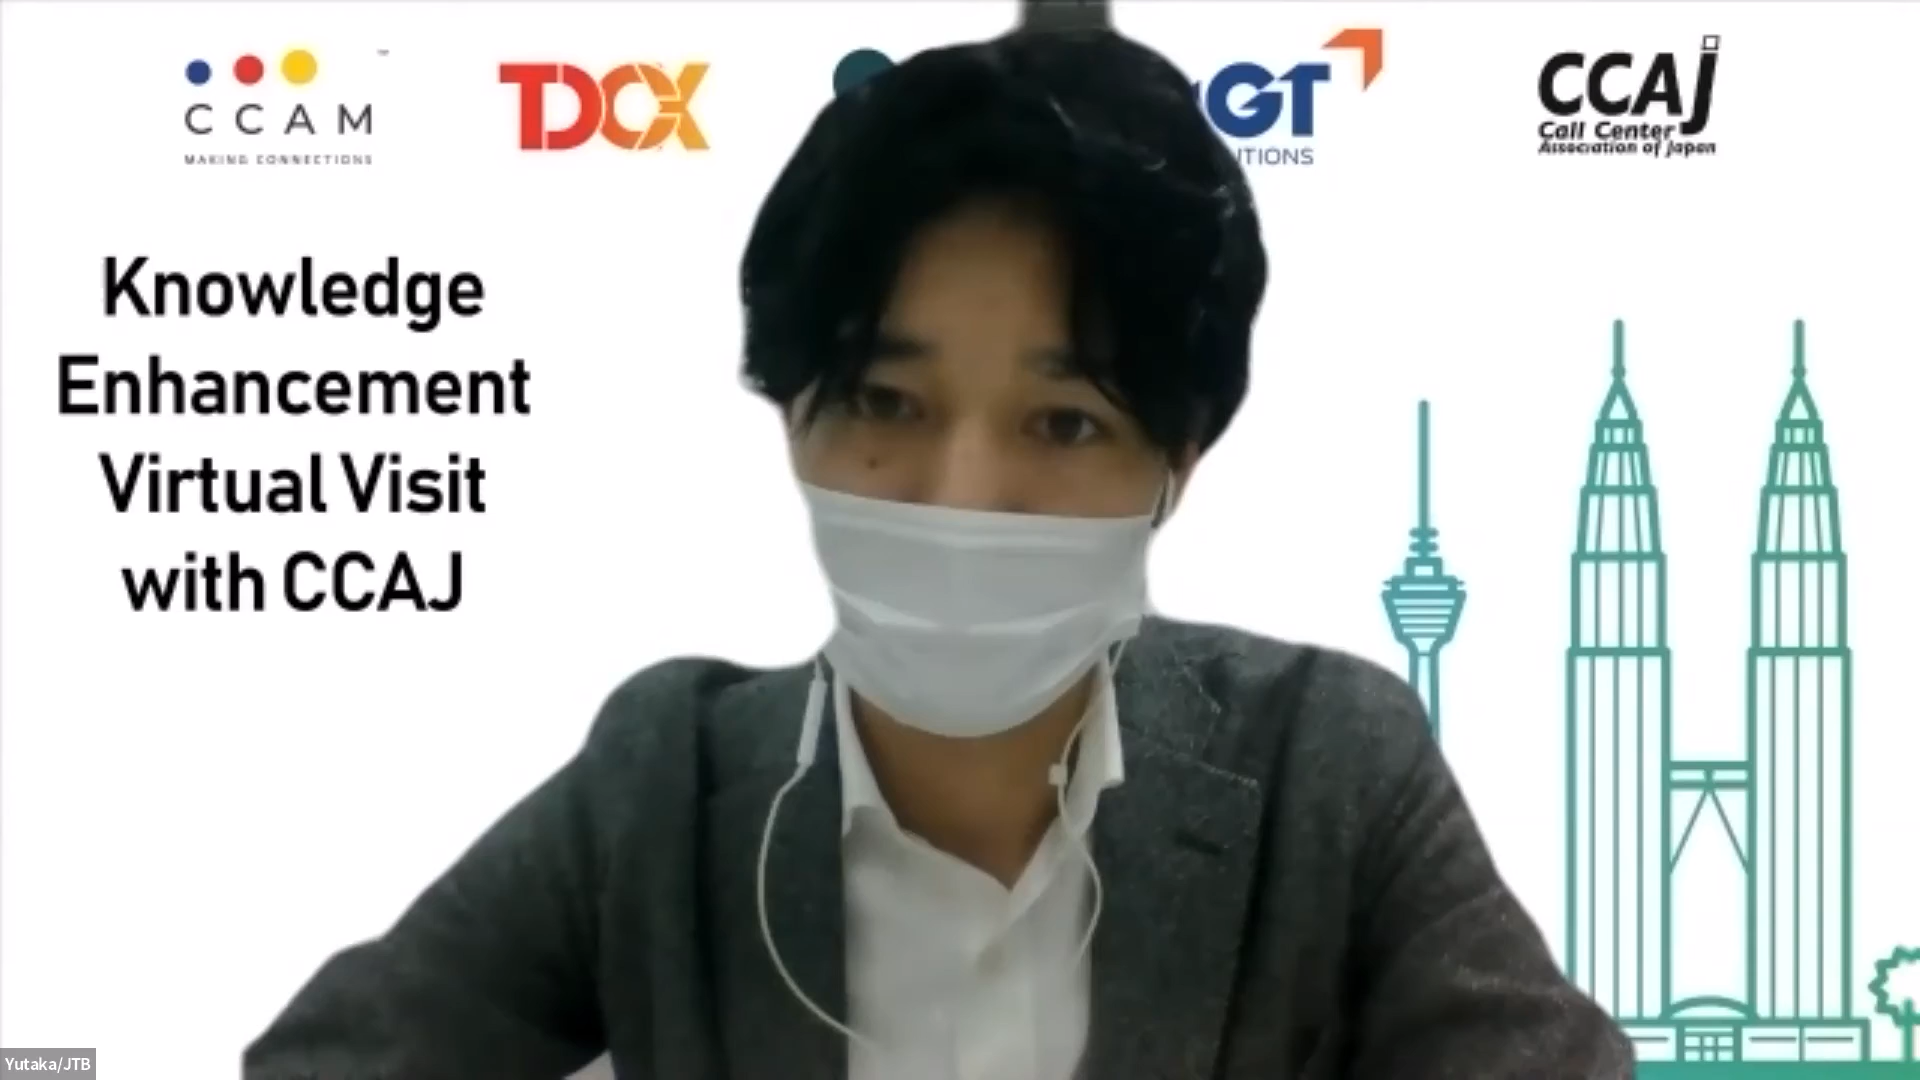 CCAM
MAKING CONNECTIONS
TDCX
GT
CCAJ
Call Center
Association of Japan
Knowledge
Enhancement
Virtual Visit
with CCAJ
Yutaka/JTB